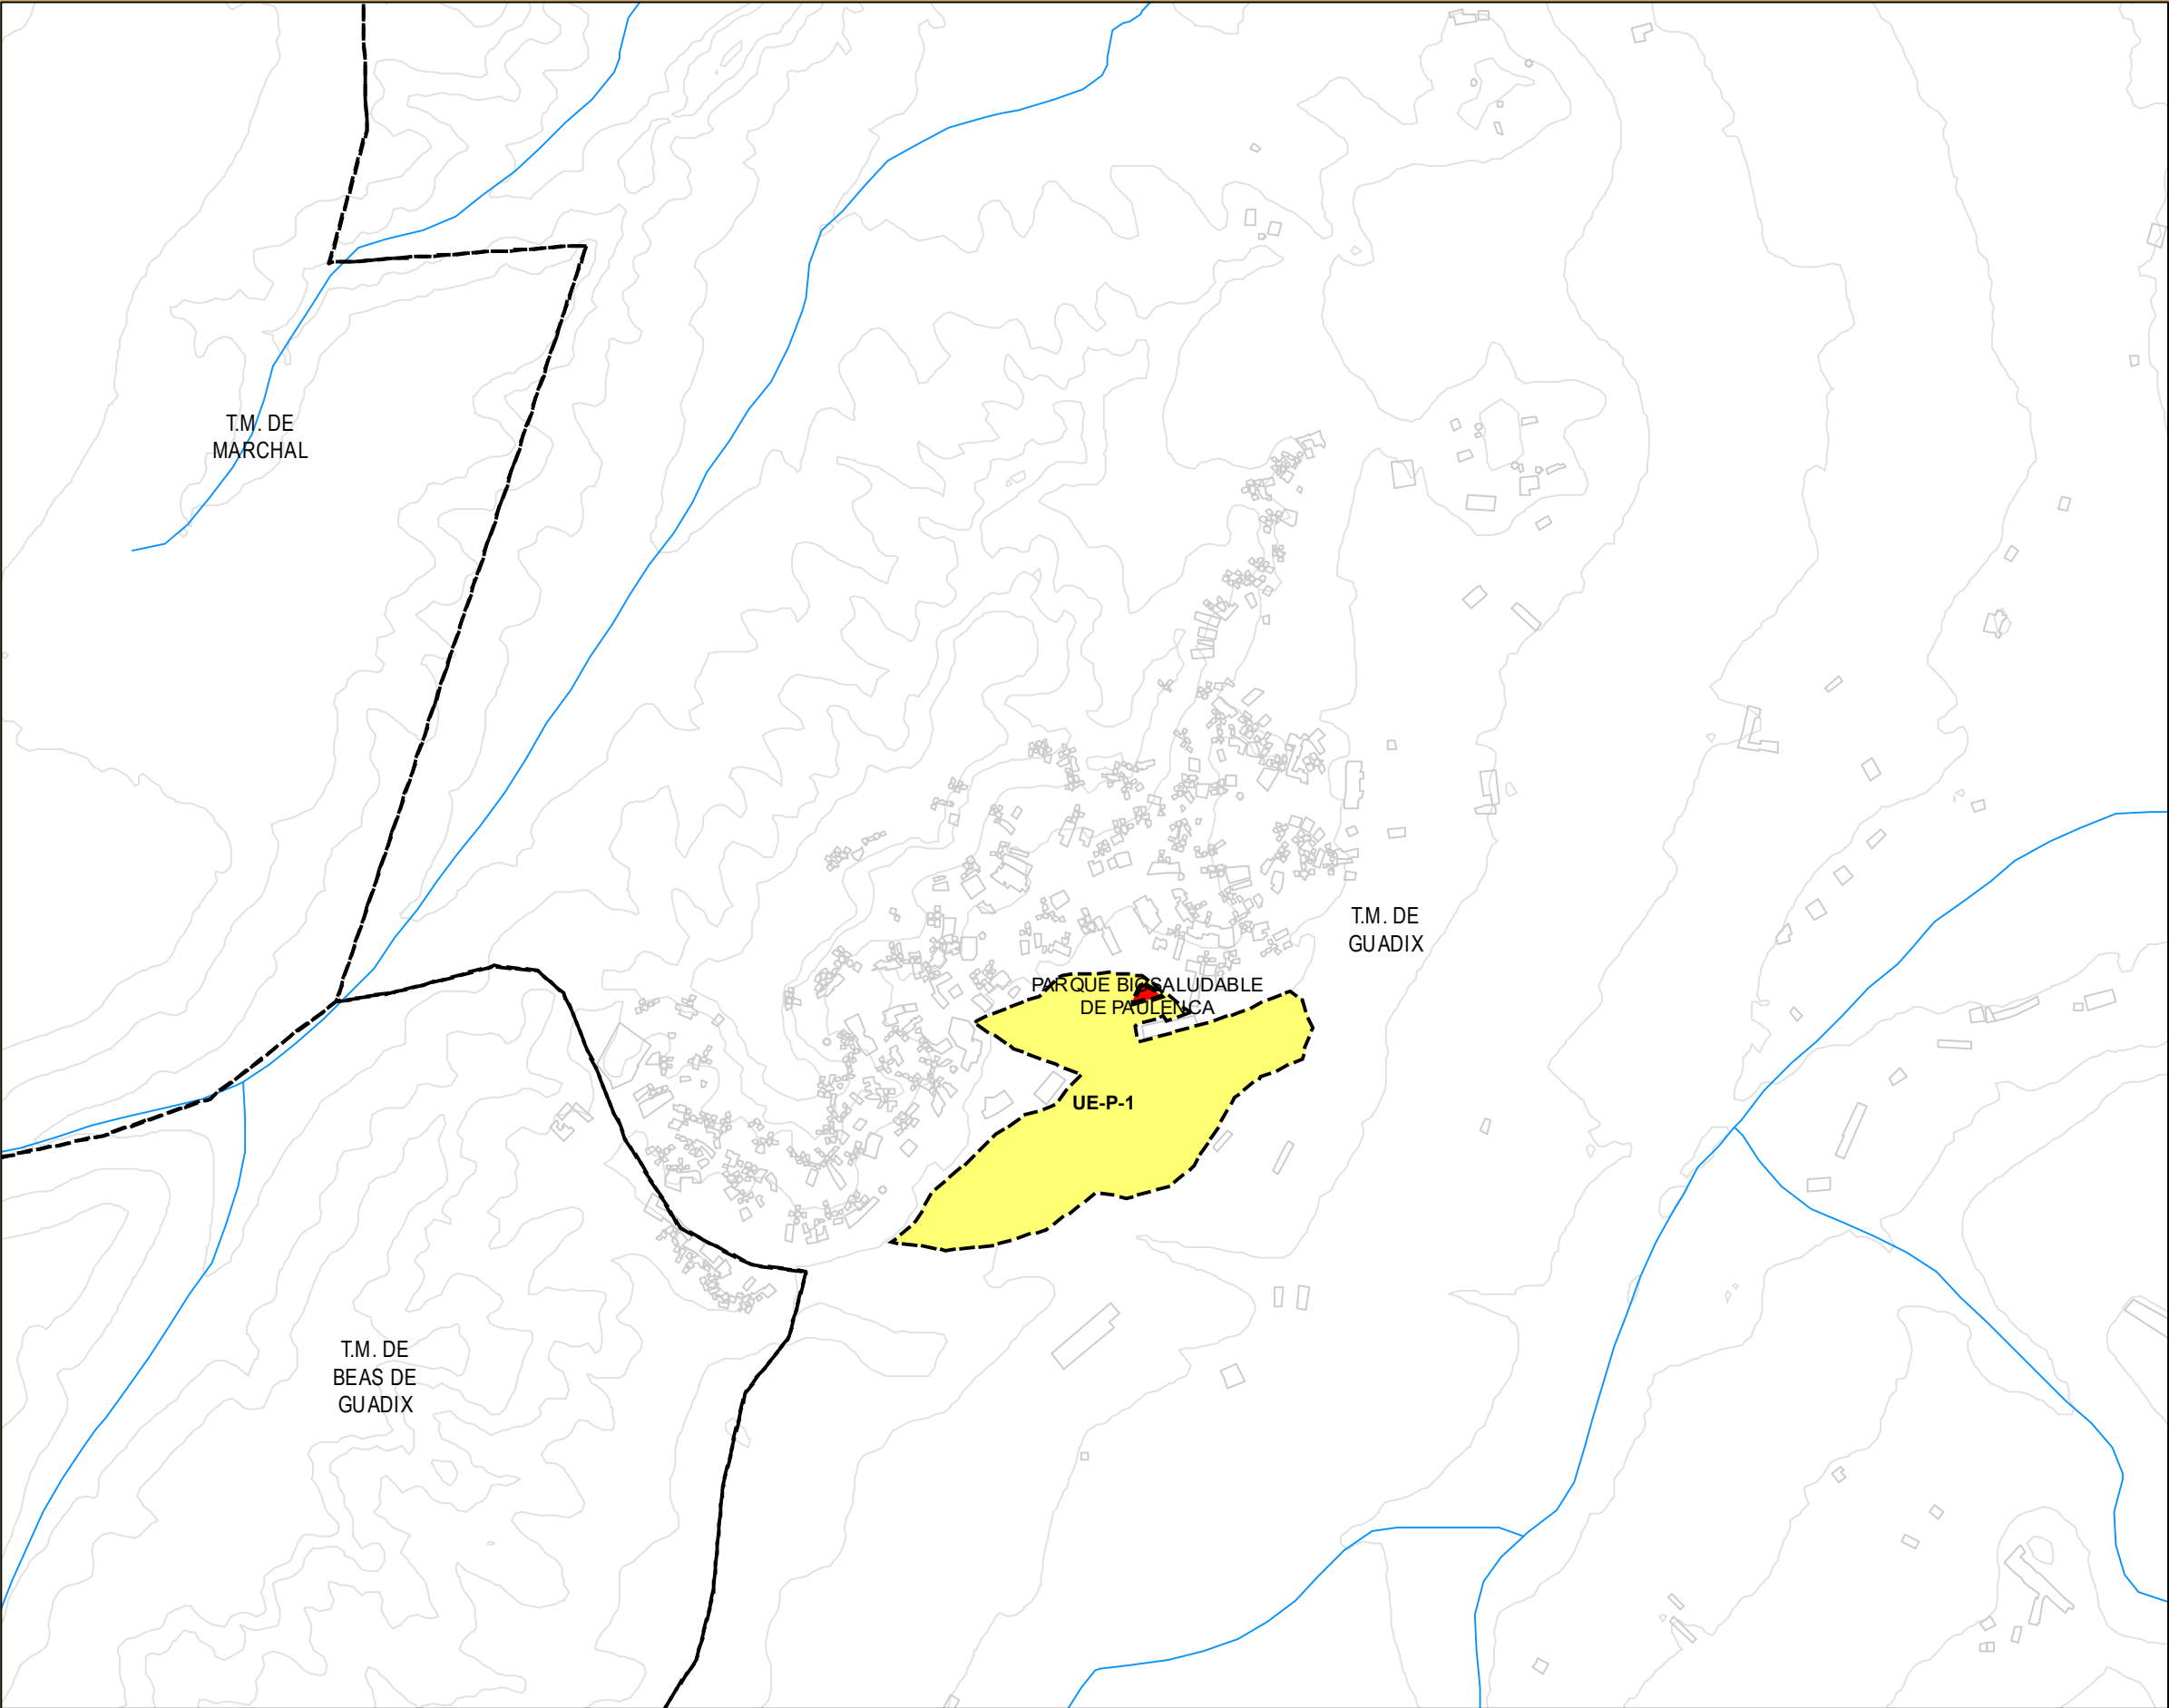 T.M. DE
MARCHAL
T.M. DE
GUADIX
PARQUE BIOSALUDABLE
DE PAULENCA
UE-P-1
T.M. DE
BEAS DE
GUADIX